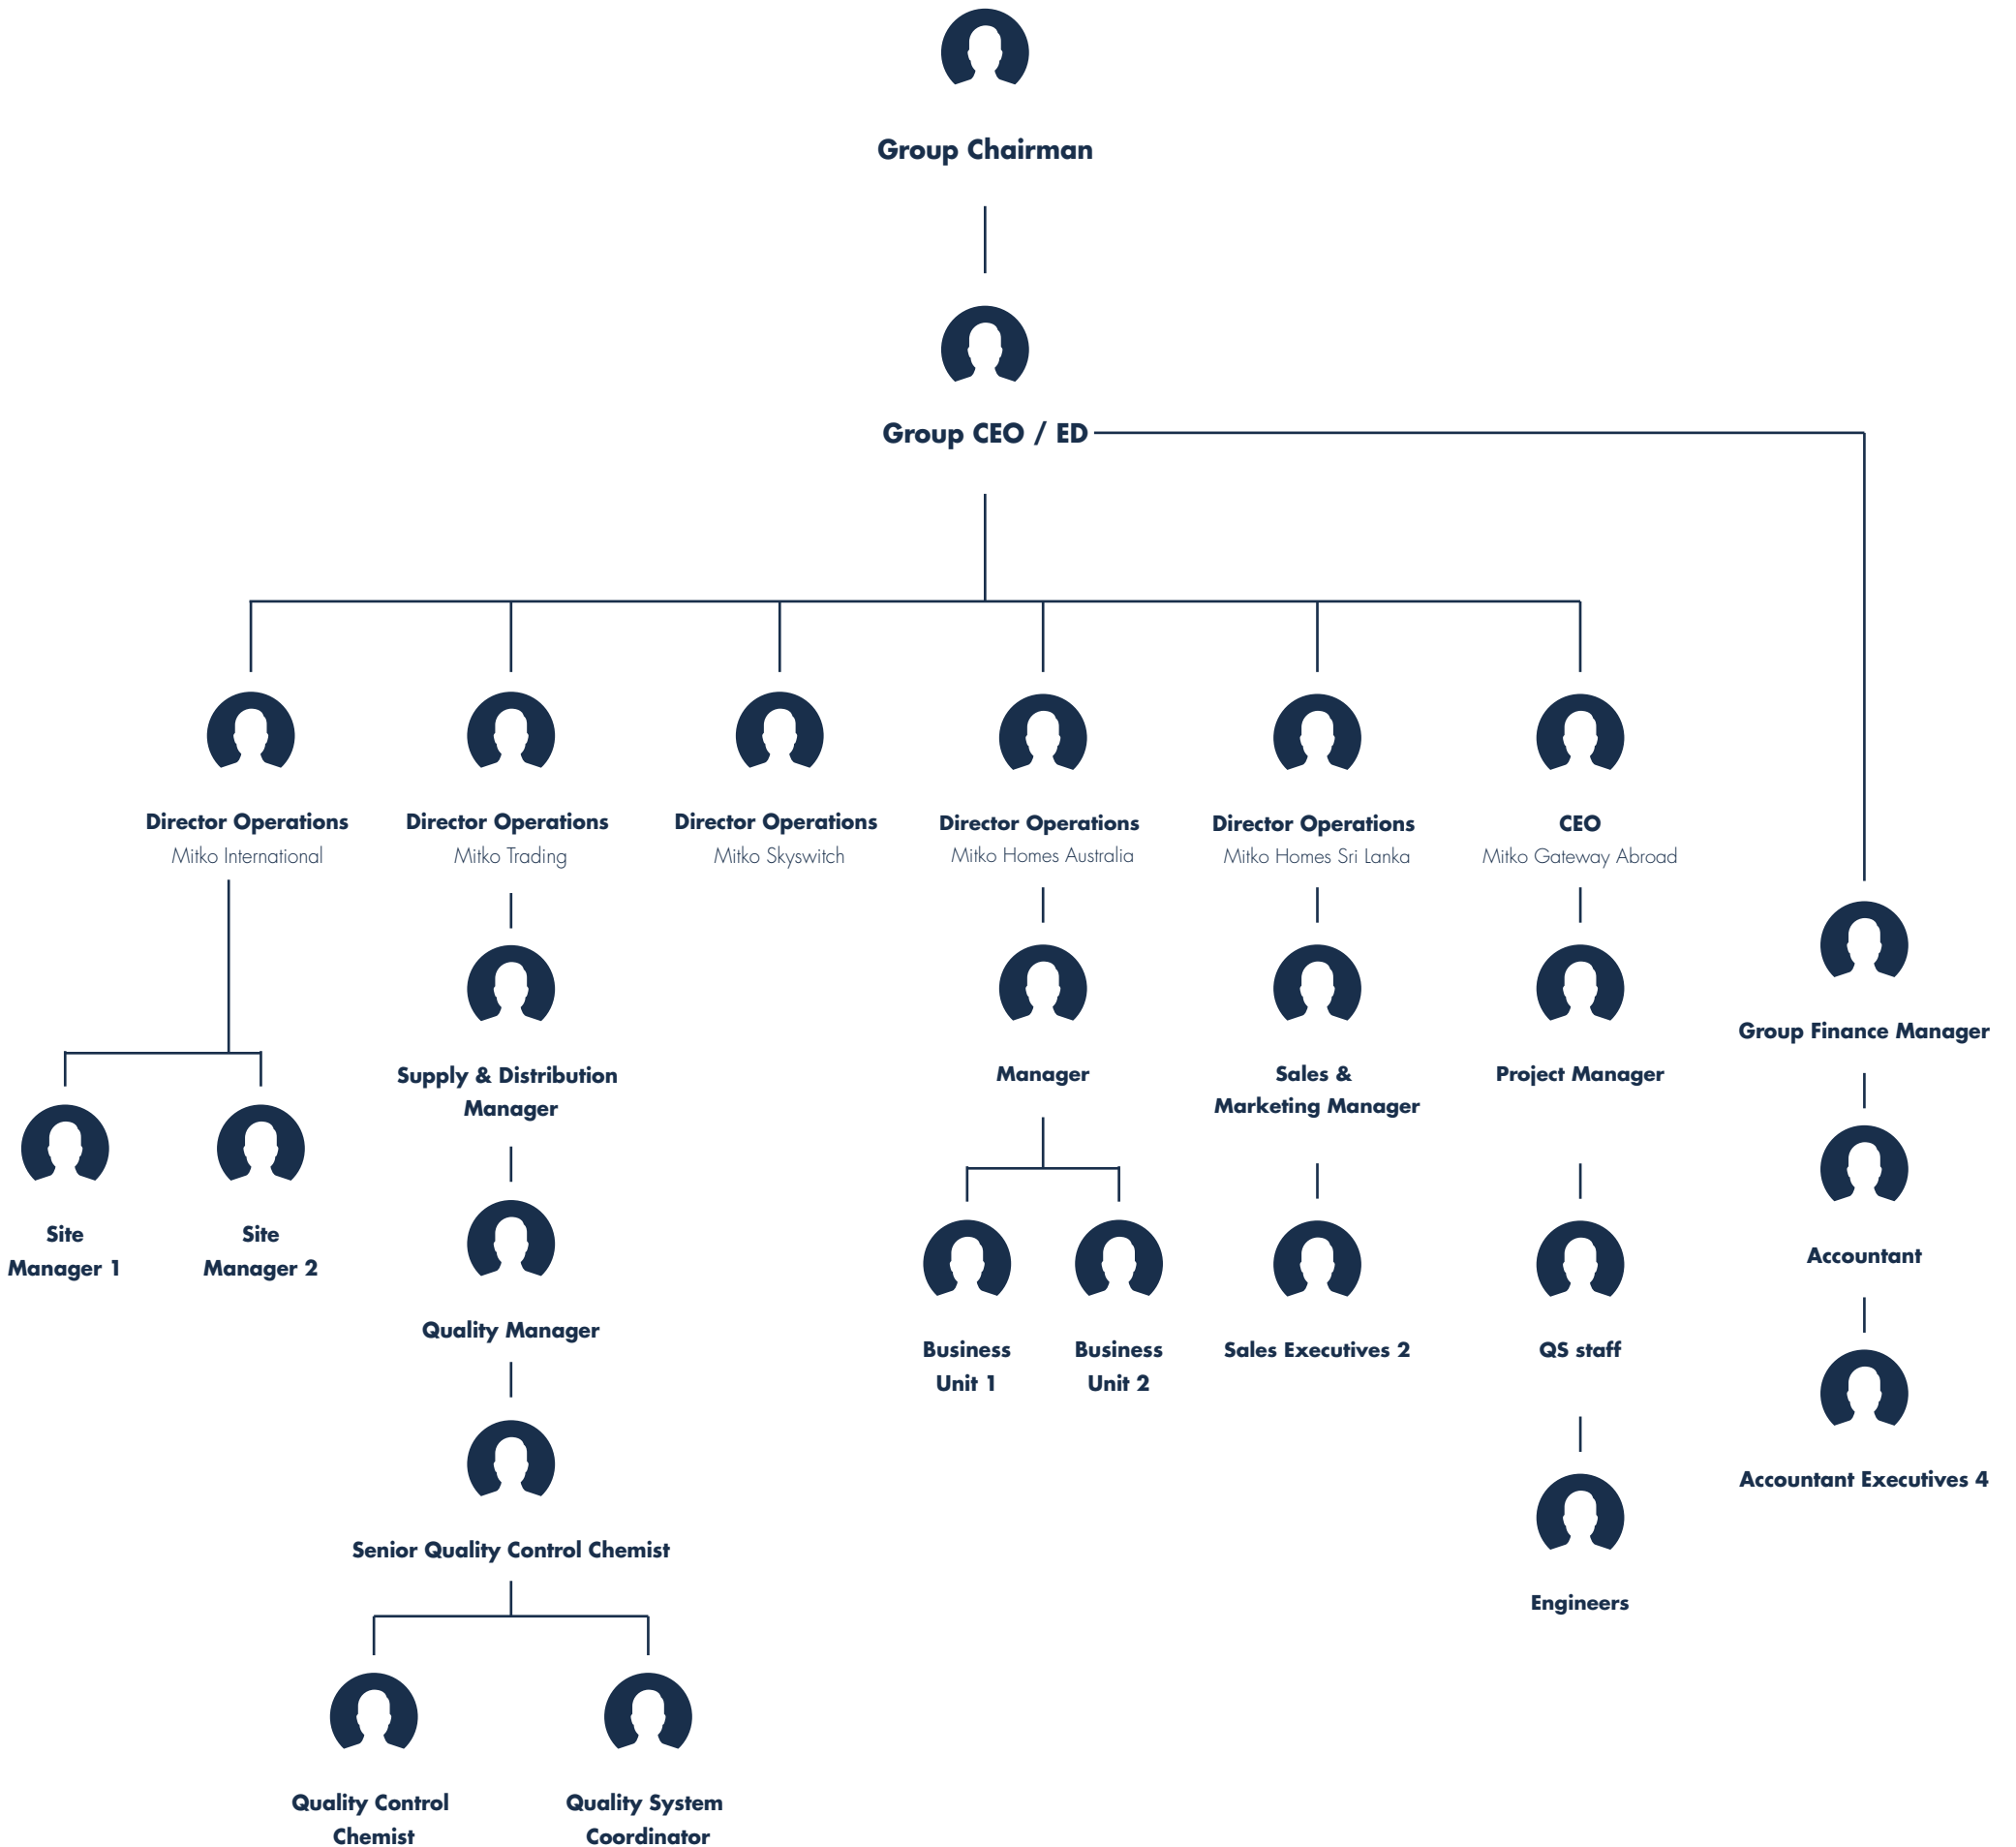 Group Chairman
Group CEO / ED
Director Operations
Mitko International
Director Operations
Mitko Trading
Director Operations
Mitko Skyswitch
Director Operations
Mitko Homes Australia
Director Operations
Mitko Homes Sri Lanka
CEO
Mitko Gateway Abroad
Group Finance Manager
Supply & Distribution
Manager
Manager
Sales &
Marketing Manager
Project Manager
Site
Manager 1
Site
Manager 2
Accountant
Quality Manager
Business
Unit 1
Business
Unit 2
Sales Executives 2
QS staff
Accountant Executives 4
Senior Quality Control Chemist
Engineers
Quality Control
Chemist
Quality System
Coordinator